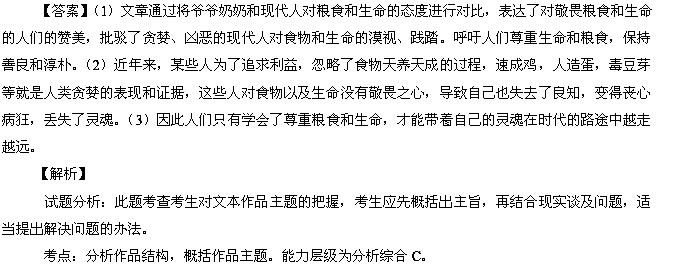 【答案】（1）文章通过将爷爷奶奶和现代人对粮食和生命的态度进行对比，表达了对敬畏粮食和生命
的人们的赞美，批驳了贪婪、凶恶的现代人对食物和生命的漠视、践踏。呼吁人们尊重生命和粮食，保持
善良和淳朴。（2）近年来，某些人为了追求利益，忽略了食物天养天成的过程，速成鸡，人造蛋，毒豆芽
等就是人类贪婪的表现和证据，这些人对食物以及生命没有敬畏之心，导致自己也失去了良知，变得丧心
病狂，丢失了灵魂。（3）因此人们只有学会了尊重粮食和生命，才能带着自己的灵魂在时代的路途中越走
越远。
【解析】
试题分析：此题考查考生对文本作品主题的把握，考生应先概括出主旨，再结合现实谈及问题，适
当提出解决问题的办法。
考点：分析作品结构，概括作品主题。能力层级为分析综合 C。